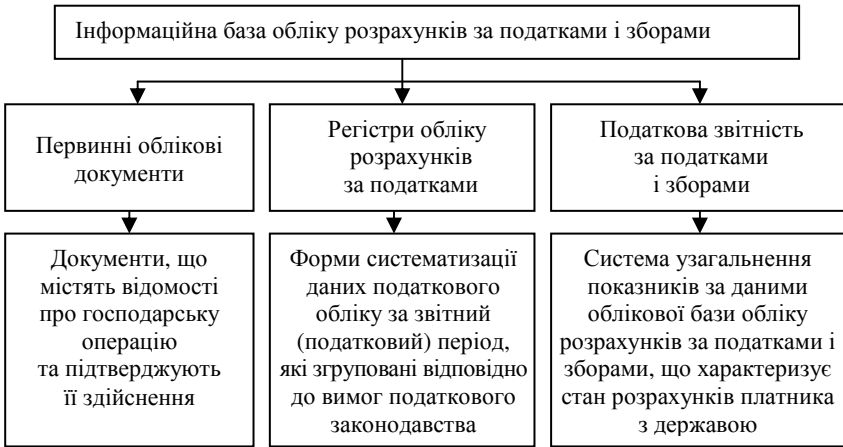 Інформаційна база обліку розрахунків за податками і зборами
Первинні облікові
документи
Регістри обліку
розрахунків
за податками
Податкова звітність
за податками
і зборами
Документи, що
містять відомості
про господарську
операцію
та підтверджують
її здійснення
Форми систематизації
даних податкового
обліку за звітний
(податковий) період,
які згруповані відповідно
до вимог податкового
законодавства
Система узагальнення
показників за даними
облікової бази обліку
розрахунків за податками і
зборами, що характеризує
стан розрахунків платника
з державою